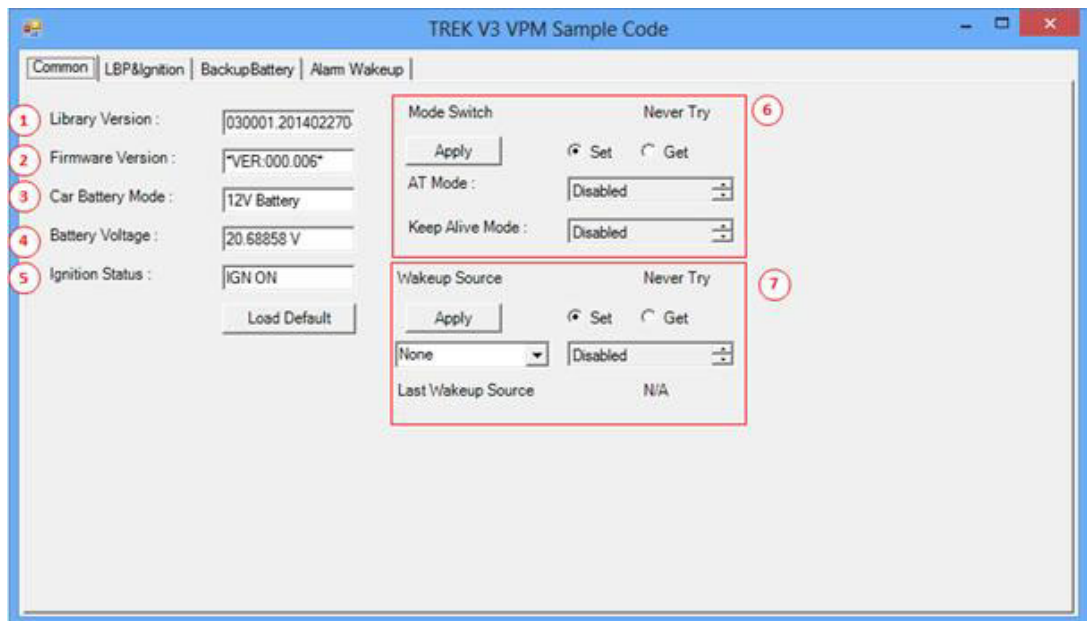 TREK V3 VPM Sample Code
Common LBP&Ignition BackupBattery Alarm Wakeup
1 Library Version : 030001.201402270
2 Firmware Version : *VER:000.006*
3 Car Battery Mode : 12V Battery
4 Battery Voltage : 20.68858 V
5 Ignition Status : IGN ON
Load Default
Mode Switch Never Try 6
Apply Set Get
AT Mode : Disabled
Keep Alive Mode : Disabled
Wakeup Source Never Try 7
Apply Set Get
None Disabled
Last Wakeup Source N/A